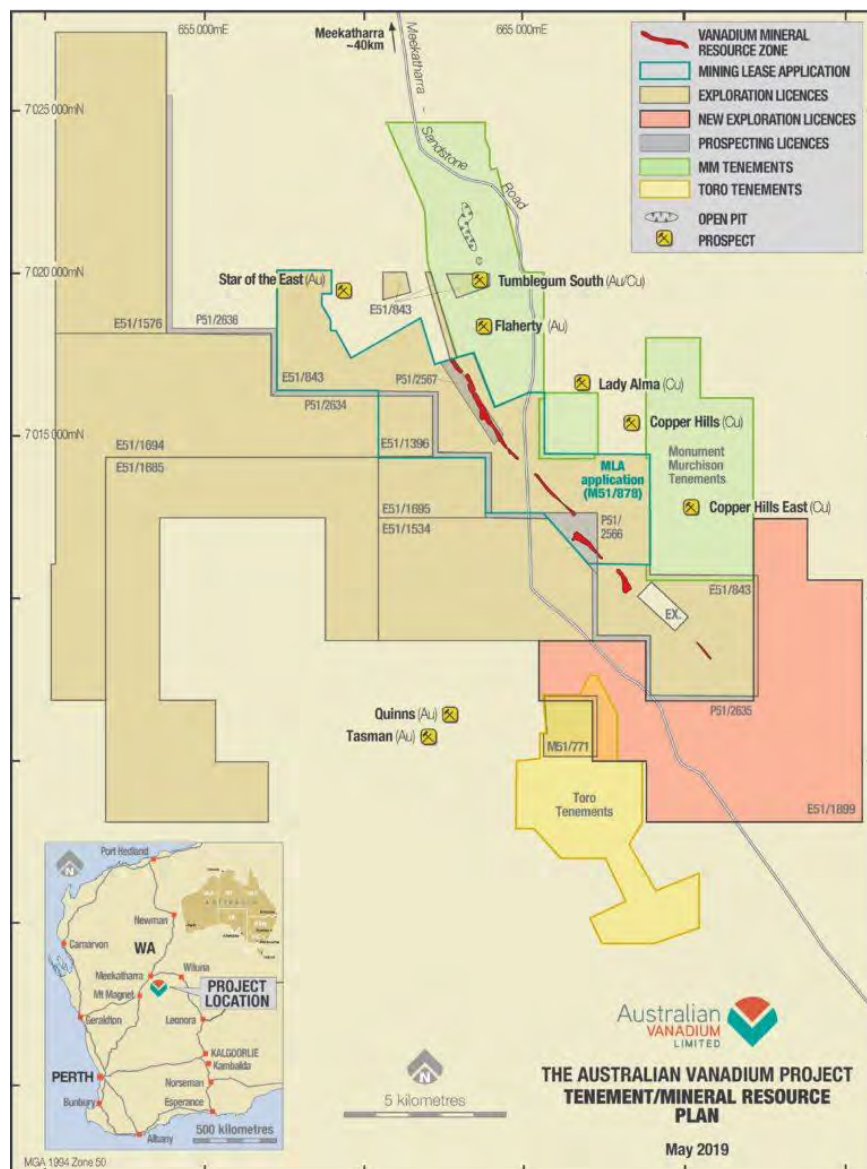 655 000mE
665 000mE
Meekatharra
~40km
Meekatharra -
Sandstone
Road
VANADIUM MINERAL
RESOURCE ZONE
MINING LEASE APPLICATION
EXPLORATION LICENCES
NEW EXPLORATION LICENCES
PROSPECTING LICENCES
MM TENEMENTS
TORO TENEMENTS
OPEN PIT
PROSPECT
7 025 000mN
7 020 000mN
Star of the East (Au)
E51/843
Tumblegum South (Au/Cu)
Flaherty (Au)
E51/1576
P51/2636
E51/843
P51/2634
P51/2567
Lady Alma (Cu)
Copper Hills (Cu)
7 015 000mN
E51/1694
E51/1685
E51/1396
Monument
Murchison
Tenements
MLA
application
(M51/878)
Copper Hills East (Cu)
E51/1695
E51/1534
P51/
2566
E51/843
EX.
P51/2635
Quinns (Au)
Tasman (Au)
M51/771
Toro
Tenements
E51/1899
N
Port Hedland
Newman
Carnarvon
WA
AUSTRALIA
Meekatharra
Wiluna
Mt Magnet
PROJECT
LOCATION
Geraldton
Leonora
KALGOORLIE
Kambalda
PERTH
Norseman
Bunbury
Esperance
Albany
500 kilometres
N
5 kilometres
Australian
VANADIUM
LIMITED
THE AUSTRALIAN VANADIUM PROJECT
TENEMENT/MINERAL RESOURCE
PLAN
May 2019
MGA 1994 Zone 50